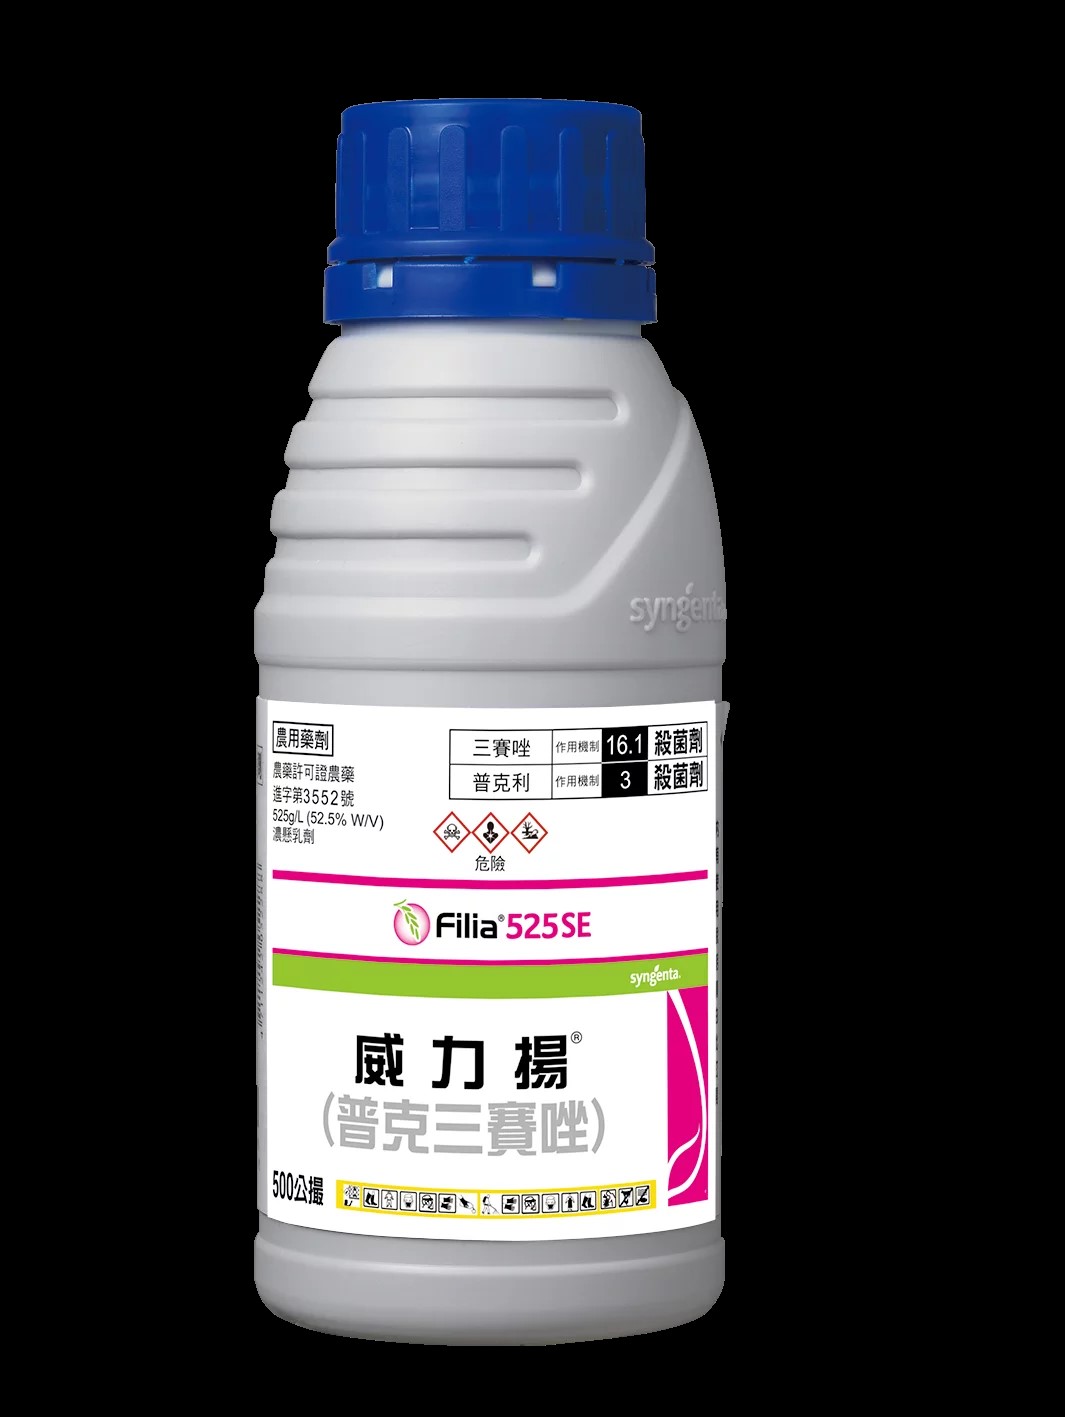 syngenta
農用藥劑
農藥許可證農藥
進字第3552號
525g/L (52.5% W/V)
濃懸乳劑
三賽唑 作用機制 16.1 殺菌劑
普克利 作用機制 3 殺菌劑
危險
Filia® 525SE
syngenta.
威力揚®
(普克三賽唑)
500公撮